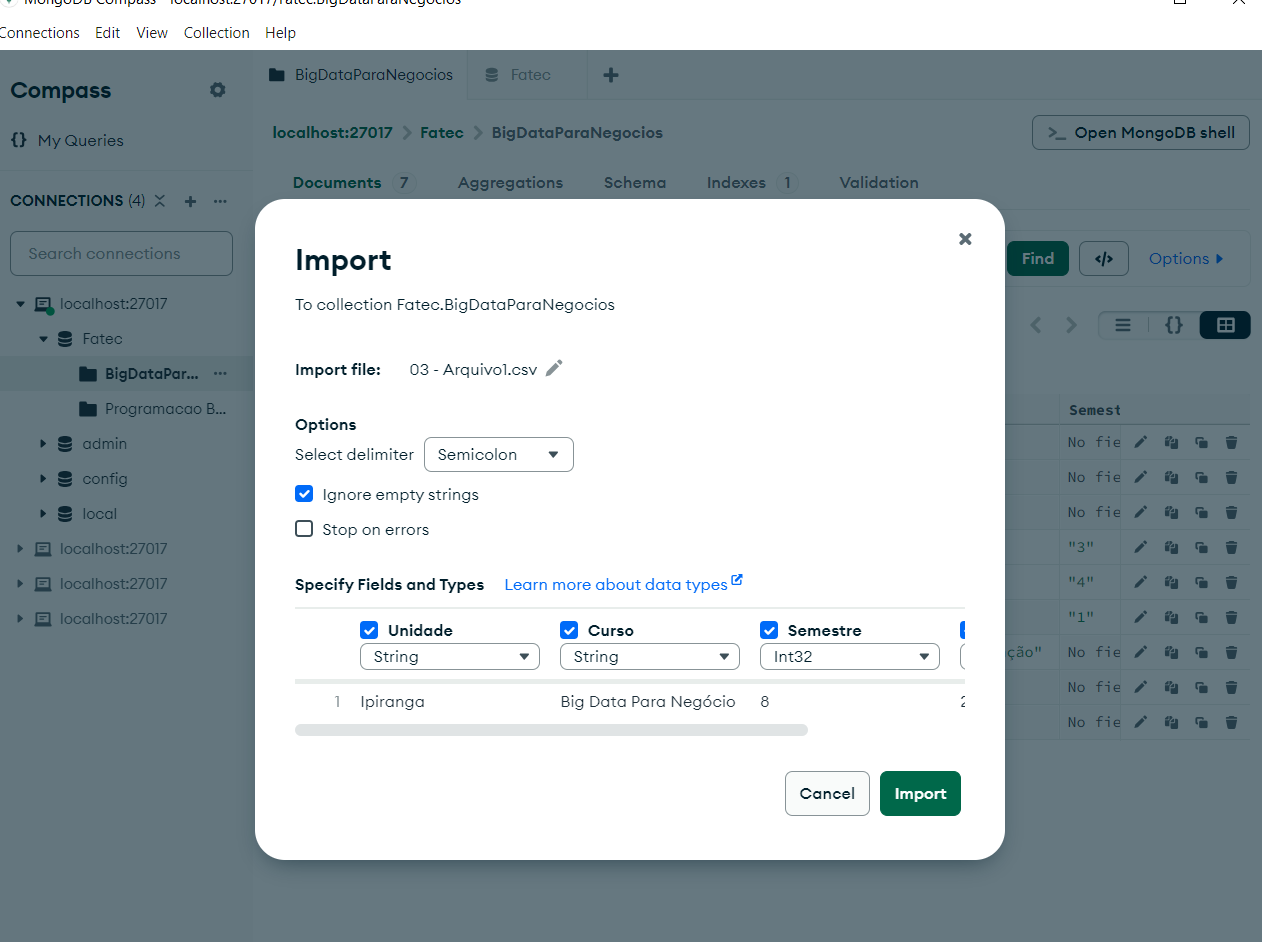 MongoDB Compass - localhost:27017/Fatec.BigDataParaNegocios
Connections Edit View Collection Help
Compass
BigDataParaNegocios
Fatec
{} My Queries
localhost:27017 > Fatec > BigDataParaNegocios
>_ Open MongoDB shell
Documents 7 Aggregations Schema Indexes 1 Validation
CONNECTIONS (4)
Search connections
Find </> Options
localhost:27017
Fatec
BigDataPar...
Programacao B...
admin
config
local
localhost:27017
localhost:27017
localhost:27017
Import
To collection Fatec.BigDataParaNegocios
Import file: 03 - Arquivo1.csv
Options
Select delimiter Semicolon
Ignore empty strings
Stop on errors
Specify Fields and Types Learn more about data types
Unidade Curso Semestre
String String Int32
1 Ipiranga Big Data Para Negócio 8 2
Cancel Import
{}
Semest
No fie
No fie
No fie
"3"
"4"
"1"
ção" No fie
No fie
No fie